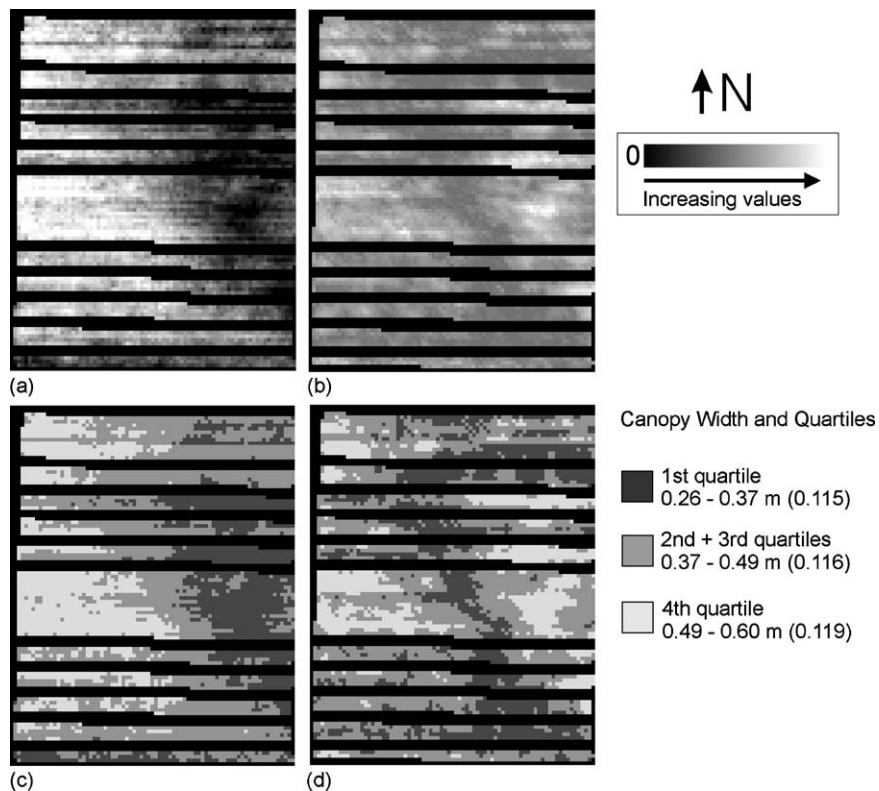 N
0
Increasing values
(a)
(b)
Canopy Width and Quartiles
1st quartile
0.26 - 0.37 m (0.115)
2nd + 3rd quartiles
0.37 - 0.49 m (0.116)
4th quartile
0.49 - 0.60 m (0.119)
(c)
(d)